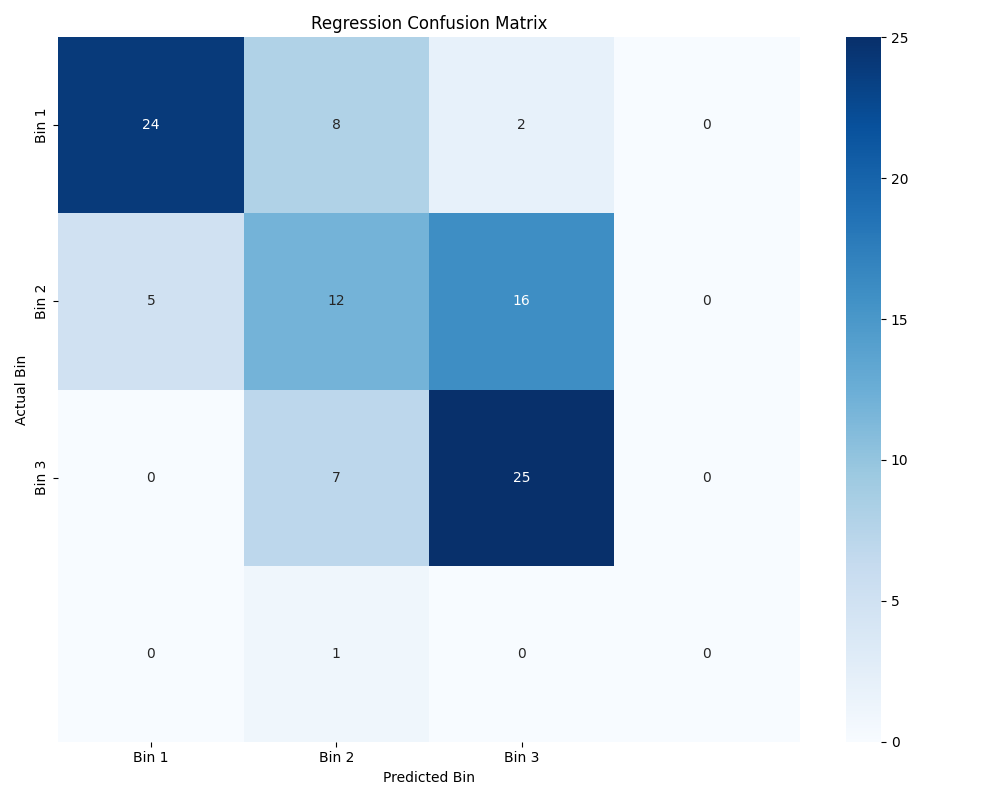 Regression Confusion Matrix
Bin 1
24 8 2 0
Bin 2
5 12 16 0
Actual Bin
Bin 3
0 7 25 0
0 1 0 0
Bin 1 Bin 2 Bin 3
Predicted Bin
25
20
15
10
5
0